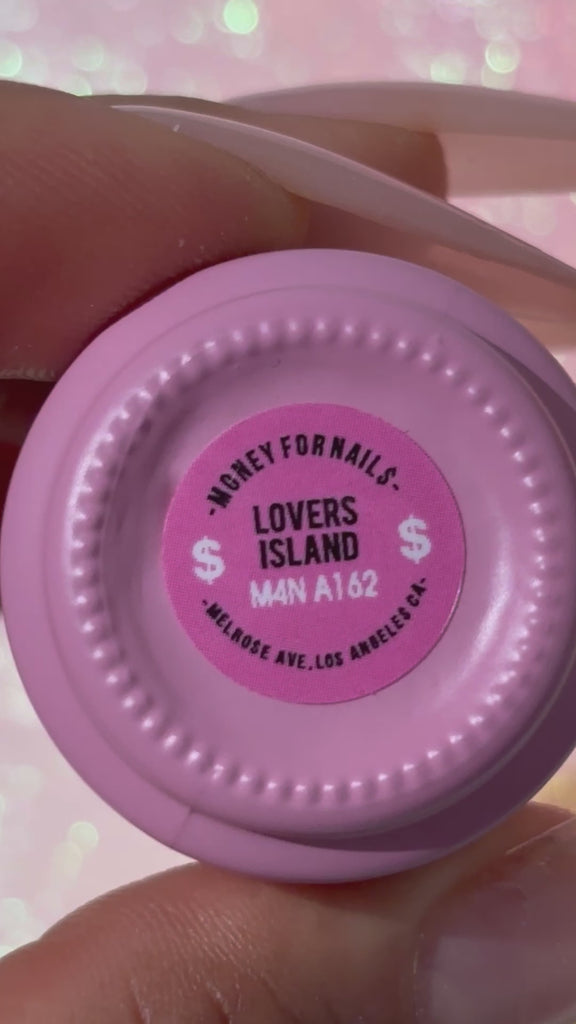 -MONEY FOR NAILS-
LOVERS
ISLAND
$ $
M4N A162
-MELROSE AVE, LOS ANGELES CA-